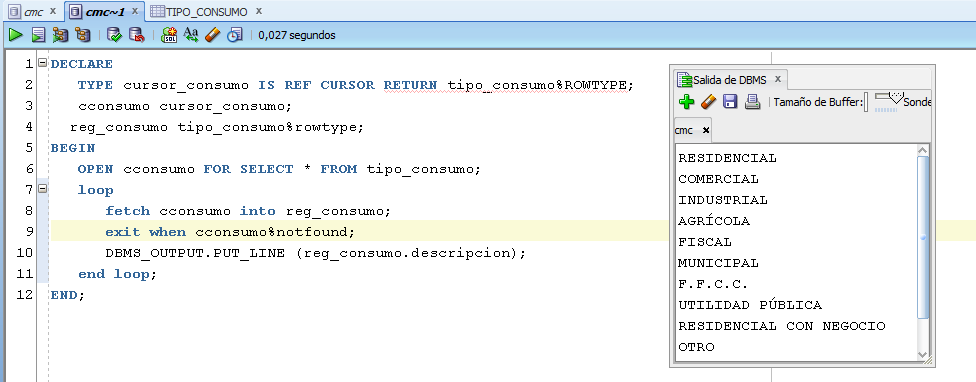 cmc x cmc~1 x TIPO_CONSUMO x
0,027 segundos
1 DECLARE
2 TYPE cursor_consumo IS REF CURSOR RETURN tipo_consumo%ROWTYPE;
3 cconsumo cursor_consumo;
4 reg_consumo tipo_consumo%rowtype;
5 BEGIN
6 OPEN cconsumo FOR SELECT * FROM tipo_consumo;
7 loop
8 fetch cconsumo into reg_consumo;
9 exit when cconsumo%notfound;
10 DBMS_OUTPUT.PUT_LINE (reg_consumo.descripcion);
11 end loop;
12 END;
Salida de DBMS x
Tamaño de Buffer: Sonde
cmc x
RESIDENCIAL
COMERCIAL
INDUSTRIAL
AGRÍCOLA
FISCAL
MUNICIPAL
F.F.C.C.
UTILIDAD PÚBLICA
RESIDENCIAL CON NEGOCIO
OTRO